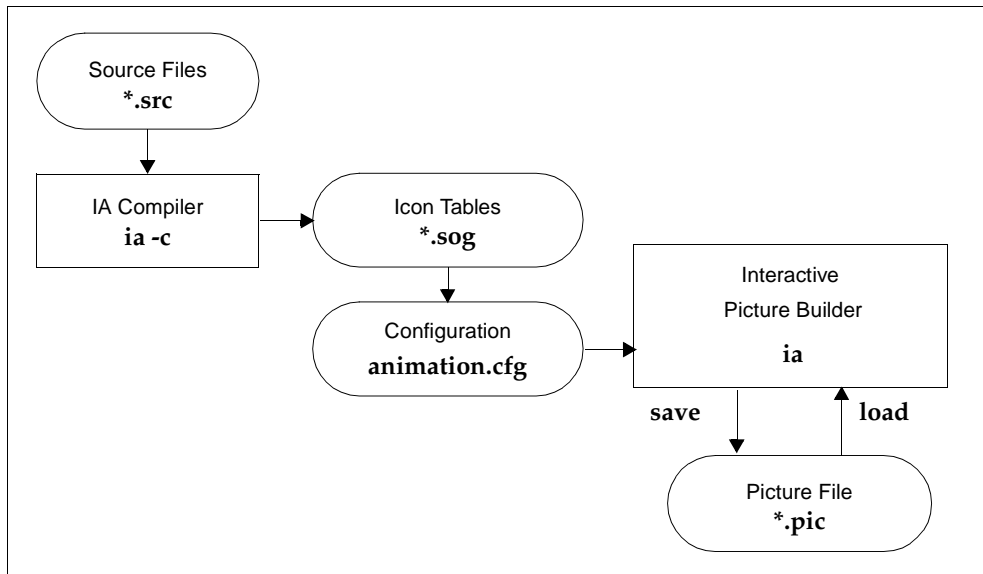 Source Files
*.src
IA Compiler
ia -c
Icon Tables
*.sog
Configuration
animation.cfg
Interactive
Picture Builder
ia
save
load
Picture File
*.pic